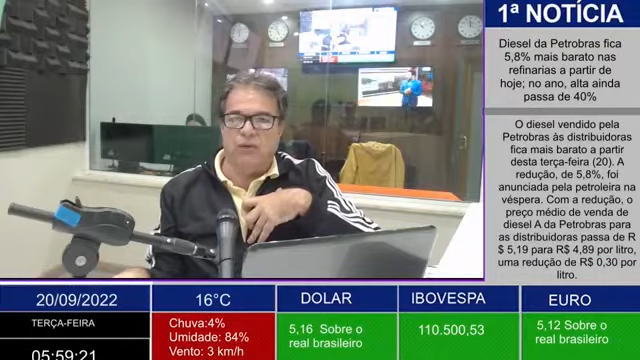 1ª NOTÍCIA
Diesel da Petrobras fica
5,8% mais barato nas
refinarias a partir de
hoje; no ano, alta ainda
passa de 40%
O diesel vendido pela
Petrobras às distribuidoras
fica mais barato a partir
desta terça-feira (20). A
redução, de 5,8%, foi
anunciada pela petroleira na
véspera. Com a redução, o
preço médio de venda de
diesel A da Petrobras para
as distribuidoras passa de R
$ 5,19 para R$ 4,89 por litro,
uma redução de R$ 0,30 por
litro.
20/09/2022
16°C
DOLAR
IBOVESPA
EURO
TERÇA-FEIRA
05:59:21
Chuva:4%
Umidade: 84%
Vento: 3 km/h
5,16 Sobre o
real brasileiro
110.500,53
5,12 Sobre o
real brasileiro